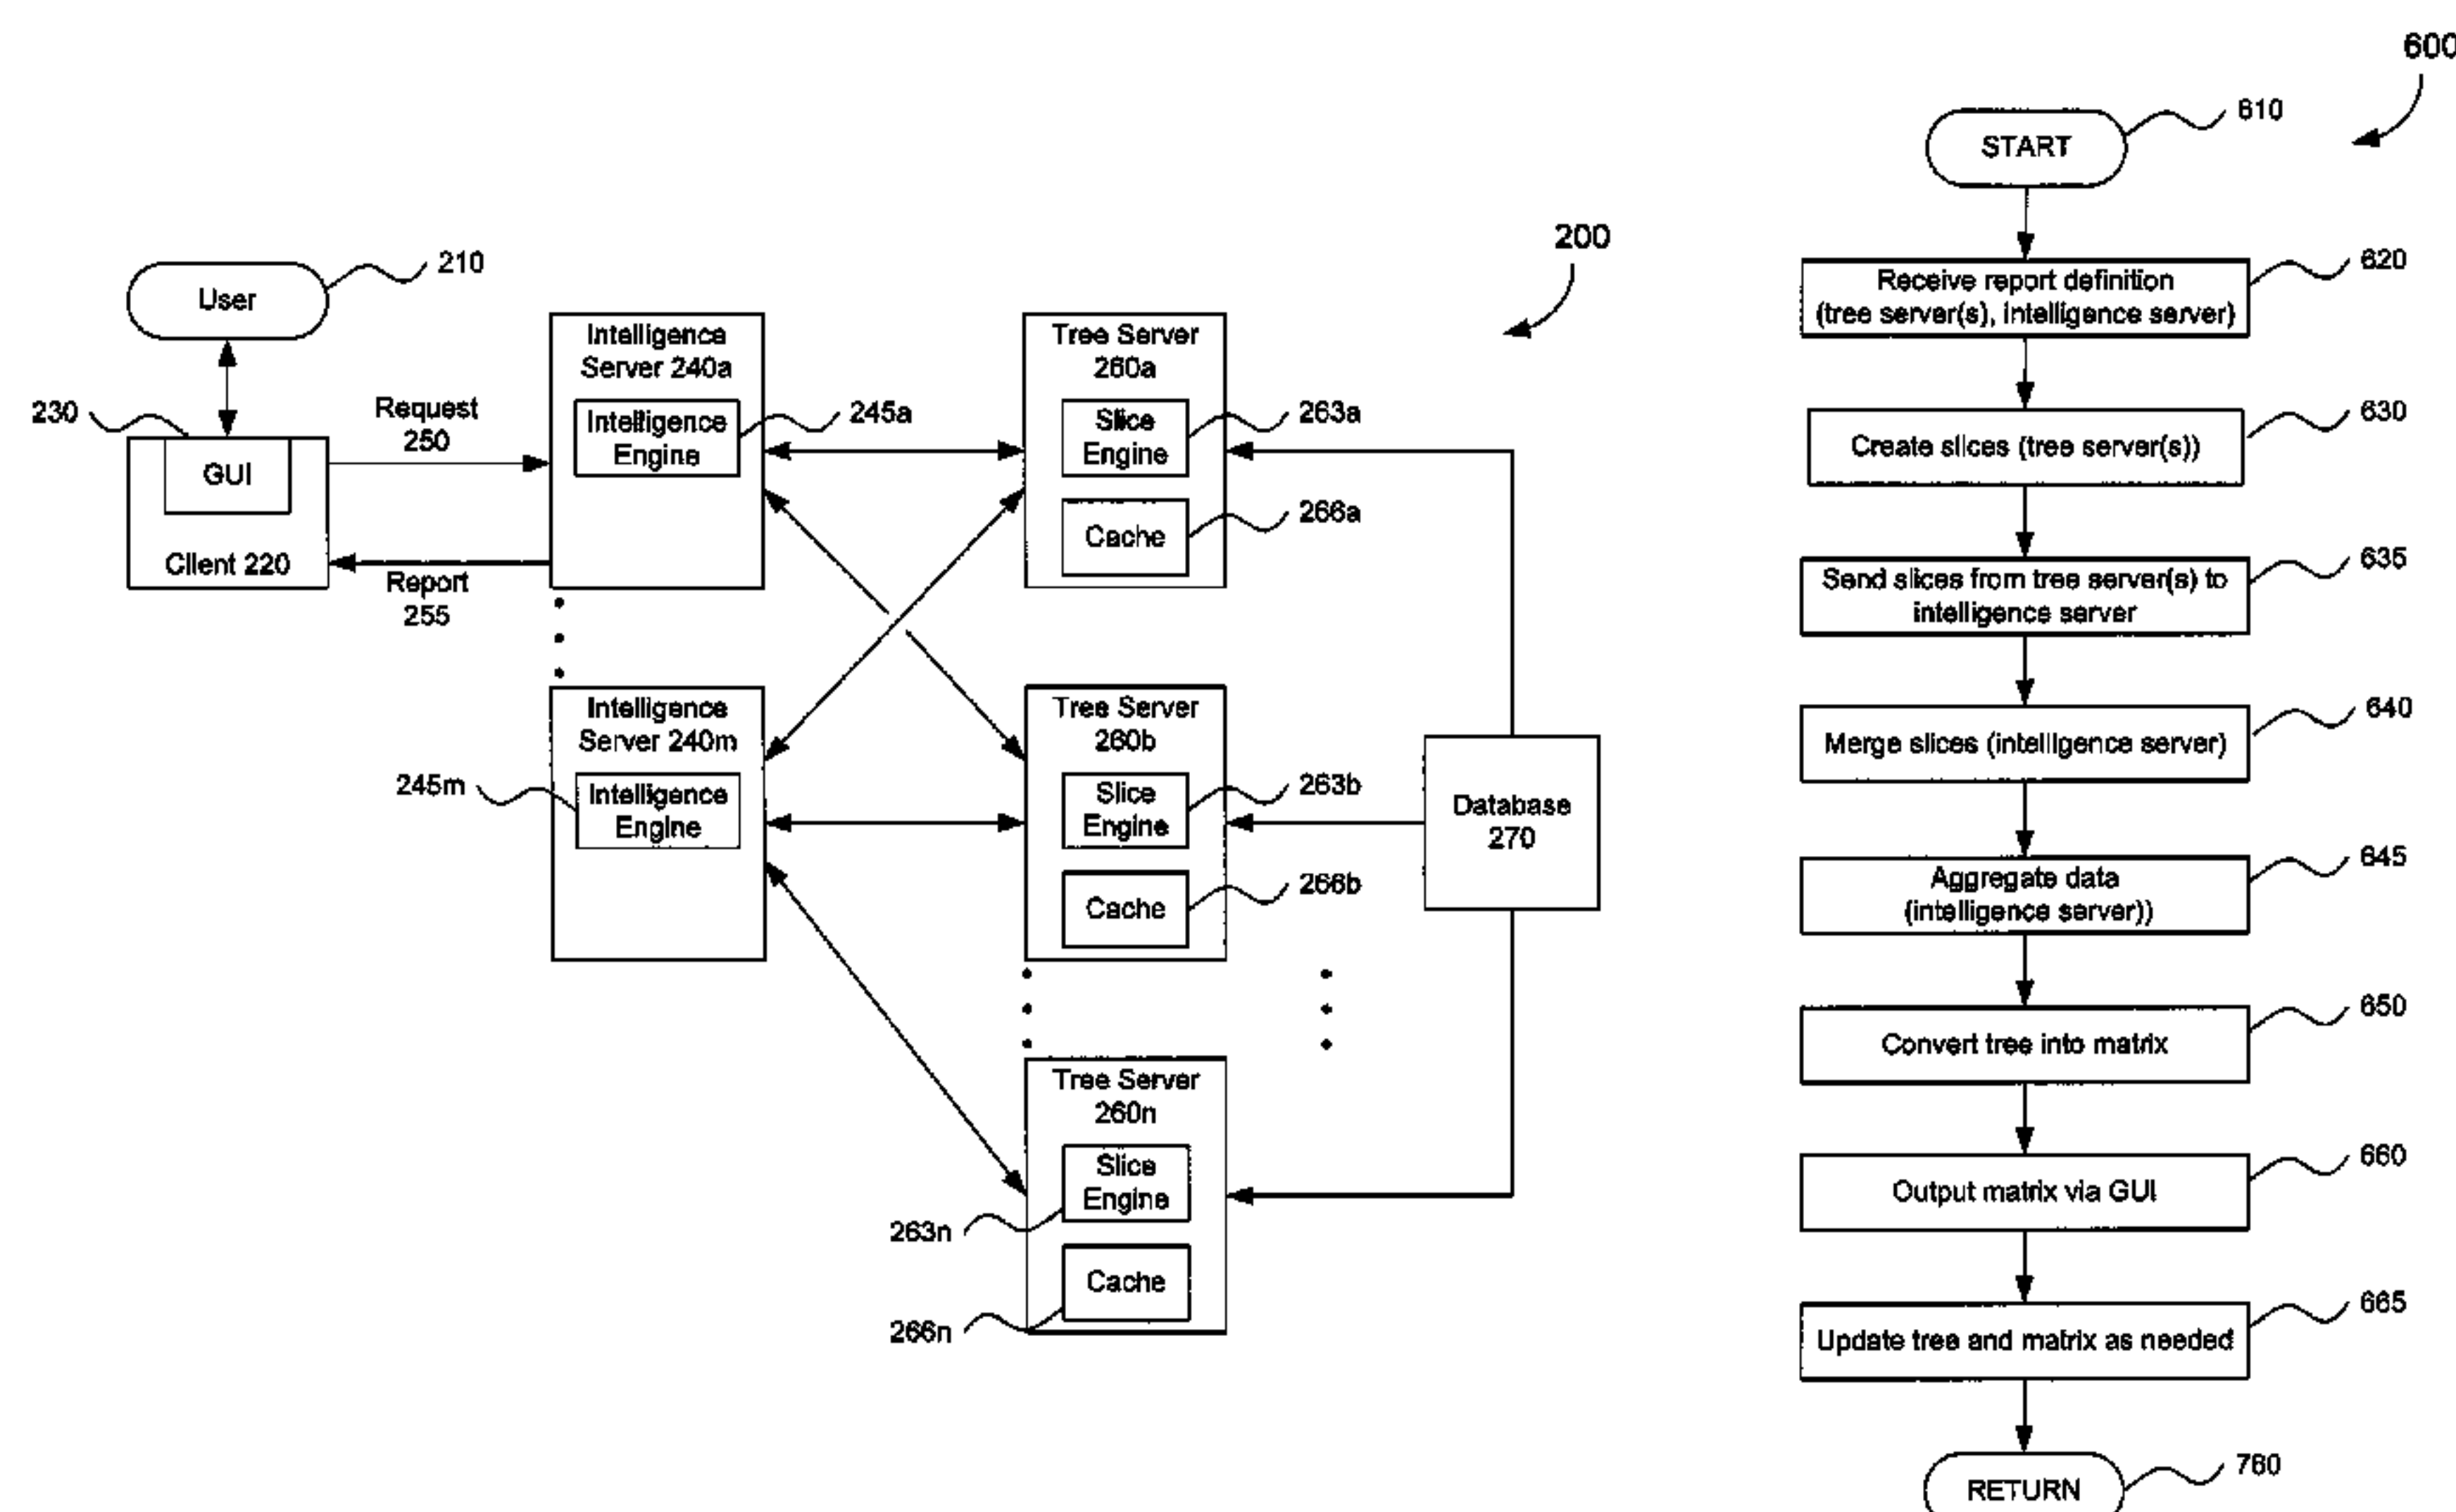 200
User
210
230
GUI
Client 220
Request
250
Report
255
Intelligence
Server 240a
Intelligence
Engine
245a
Intelligence
Server 240m
245m
Intelligence
Engine
Tree Server
260a
Slice
Engine
263a
Cache
266a
Tree Server
260b
Slice
Engine
263b
Cache
266b
Tree Server
260n
Slice
Engine
263n
Cache
266n
Database
270
600
START
610
Receive report definition
(tree server(s), intelligence server)
620
Create slices (tree server(s))
630
Send slices from tree server(s) to
intelligence server
635
Merge slices (intelligence server)
640
Aggregate data
(intelligence server))
645
Convert tree into matrix
650
Output matrix via GUI
660
Update tree and matrix as needed
665
RETURN
760